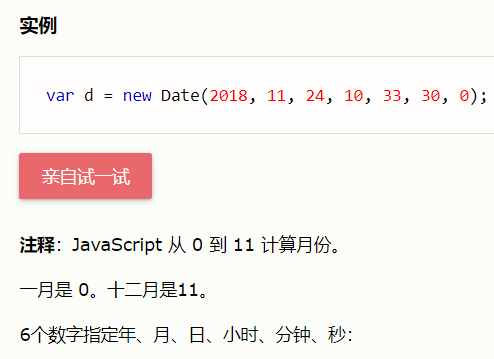 实例
var d = new Date(2018, 11, 24, 10, 33, 30, 0);
亲自试一试
注释：JavaScript 从 0 到 11 计算月份。
一月是 0。十二月是11。
6个数字指定年、月、日、小时、分钟、秒：